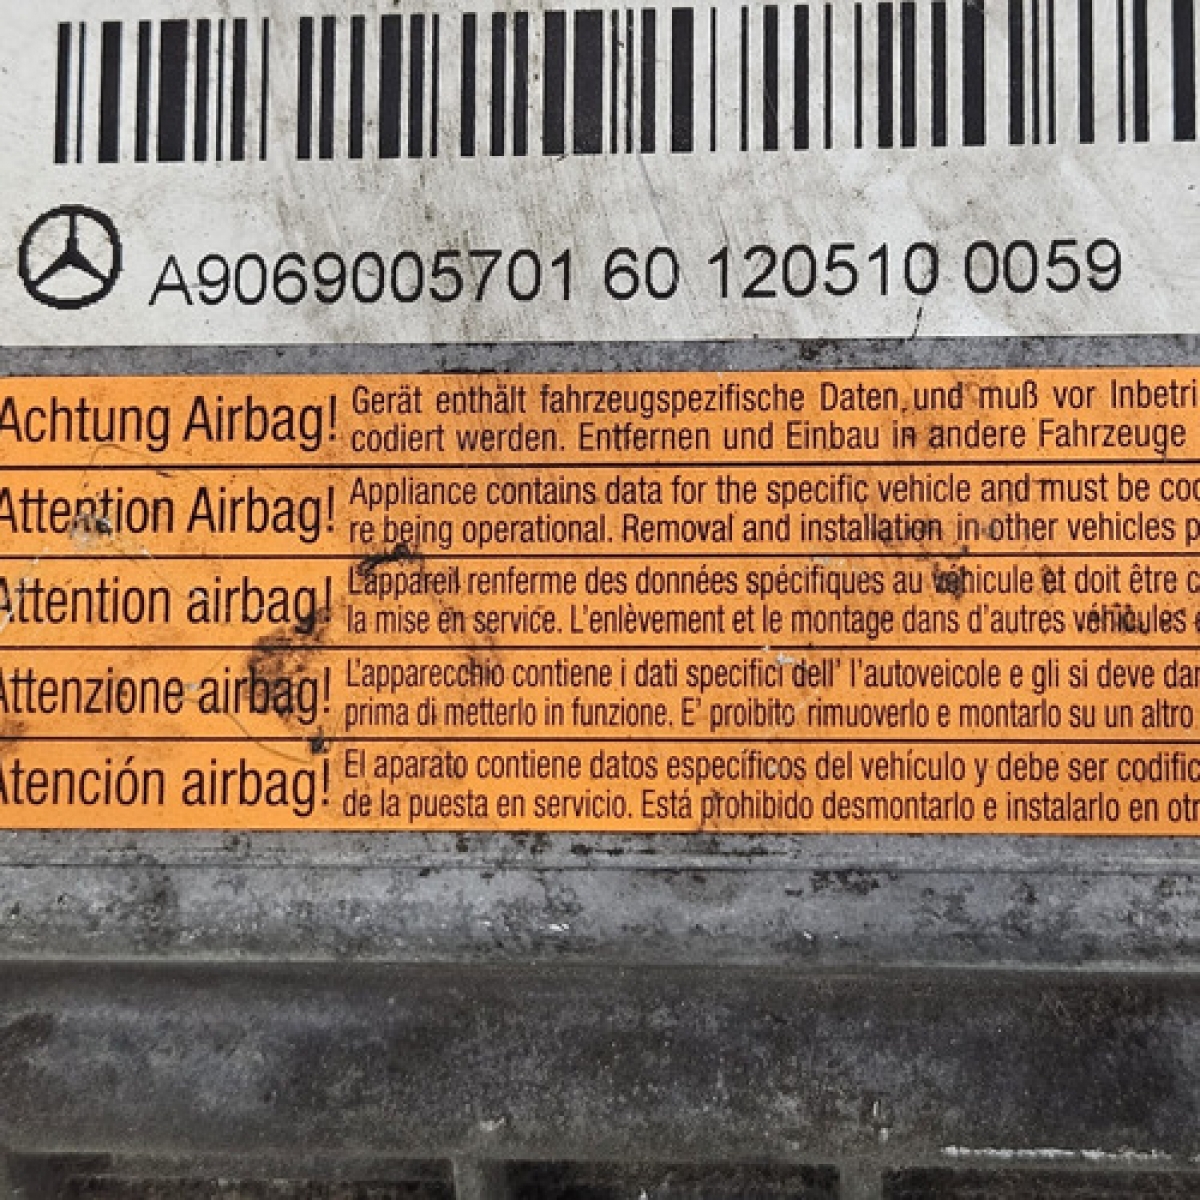 A9069005701 60 120510 0059
Achtung Airbag!
Gerät enthält fahrzeugspezifische Daten und muß vor Inbetri
codiert werden. Entfernen und Einbau in andere Fahrzeuge
Attention Airbag!
Appliance contains data for the specific vehicle and must be cod
re being operational. Removal and installation in other vehicles p
Attention airbag!
L'appareil renferme des données spécifiques au véhicule et doit être c
la mise en service. L'enlèvement et le montage dans d'autres véhicules e
Attenzione airbag!
L'apparecchio contiene i dati specifici dell' l'autoveicole e gli si deve dar
prima di metterlo in funzione. E' proibito rimuoverlo e montarlo su un altro
Atención airbag!
El aparato contiene datos específicos del vehículo y debe ser codific
de la puesta en servicio. Está prohibido desmontarlo e instalarlo en otr